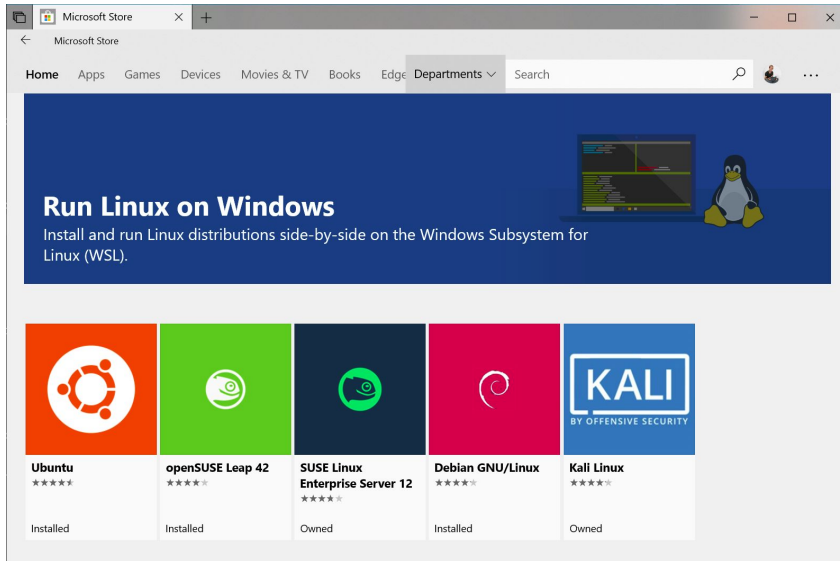 Microsoft Store
Microsoft Store
Home Apps Games Devices Movies & TV Books Edge Departments Search
Run Linux on Windows
Install and run Linux distributions side-by-side on the Windows Subsystem for
Linux (WSL).
KALI
BY OFFENSIVE SECURITY
Ubuntu
Installed
openSUSE Leap 42
Installed
SUSE Linux
Enterprise Server 12
Owned
Debian GNU/Linux
Installed
Kali Linux
Owned